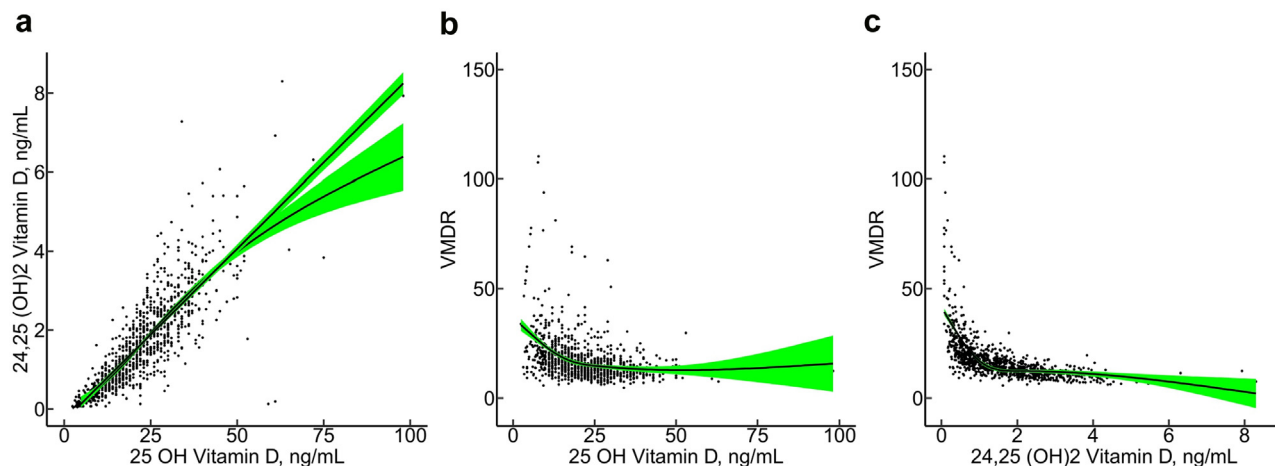 a
8
6
4
2
0
24,25 (OH)2 Vitamin D, ng/mL
0 25 50 75 100
25 OH Vitamin D, ng/mL
b
150
100
50
0
VMDR
0 25 50 75 100
25 OH Vitamin D, ng/mL
c
150
100
50
0
VMDR
0 2 4 6 8
24,25 (OH)2 Vitamin D, ng/mL